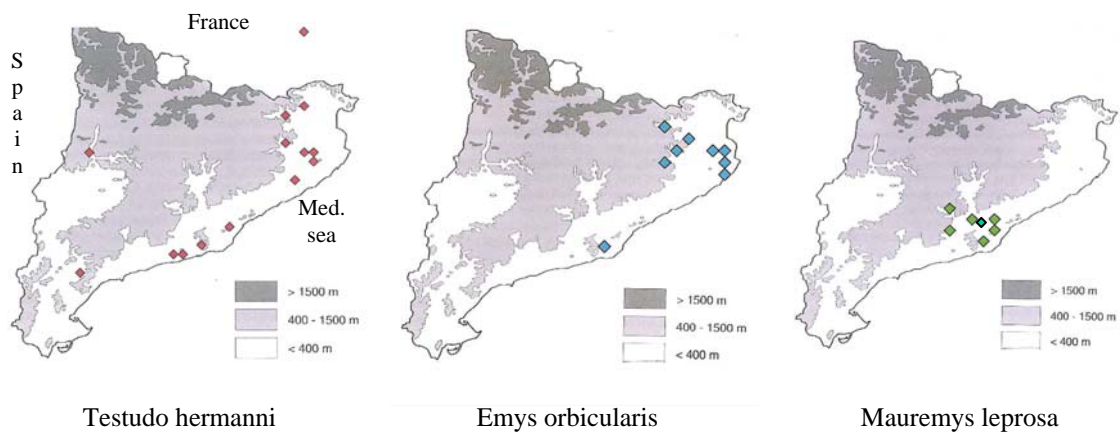 France
Spain
Med.
sea
> 1500 m
400 - 1500 m
< 400 m
> 1500 m
400 - 1500 m
< 400 m
> 1500 m
400 - 1500 m
< 400 m
Testudo hermanni
Emys orbicularis
Mauremys leprosa